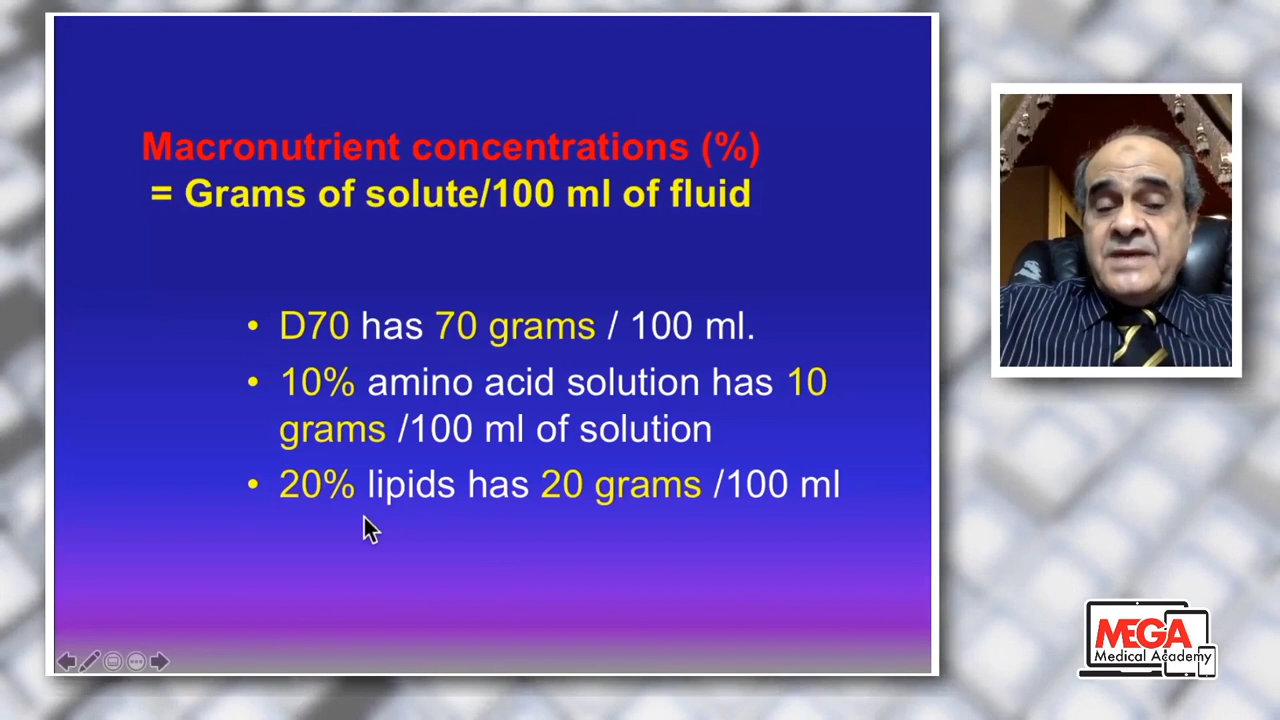 Macronutrient concentrations (%)
= Grams of solute/100 ml of fluid
• D70 has 70 grams / 100 ml.
• 10% amino acid solution has 10
grams /100 ml of solution
• 20% lipids has 20 grams /100 ml
MEGA
Medical Academy